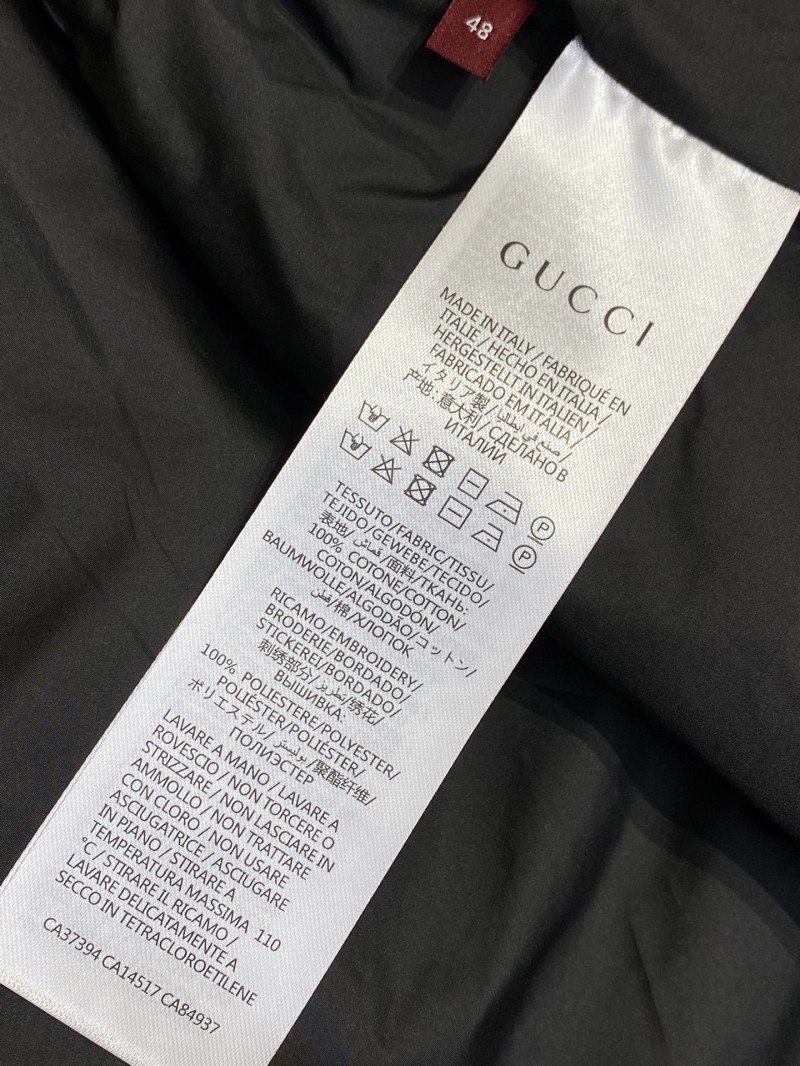 48
GUCCI
MADE IN ITALY / FABRIQUÉ EN
ITALIE / HECHO EN ITALIA /
HERGESTELLT IN ITALIEN /
FABRICADO EM ITALIA /
イタリア製 / صنع في ايطاليا /
产地: 意大利 / СДЕЛАНО В
ИТАЛИИ
P
P
TESSUTO/FABRIC/TISSU/
TEJIDO/GEWEBE/TECIDO/
表地/ قماش /面料/ТКАНЬ:
100% COTONE/COTTON/
COTON/ALGODÓN/
BAUMWOLLE/ALGODÃO/コットン/
قطن/棉/ХЛОПОК
RICAMO/EMBROIDERY/
BRODERIE/BORDADO/
STICKEREI/BORDADO/
刺绣部分/ تطريز /绣花/
ВЫШИВКА:
100% POLIESTERE/POLYESTER/
POLIÉSTER/POLIÉSTER/
ポリエステル/ بوليستر /聚酯纤维/
ПОЛИЭСТЕР
LAVARE A MANO / LAVARE A
ROVESCIO / NON TORCERE O
STRIZZARE / NON LASCIARE IN
AMMOLLO / NON TRATTARE
CON CLORO / NON USARE
ASCIUGATRICE / ASCIUGARE
IN PIANO / STIRARE A
TEMPERATURA MASSIMA 110
°C / STIRARE IL RICAMO /
LAVARE DELICATAMENTE A
SECCO IN TETRACLOROETILENE
CA37394 CA14517 CA84937